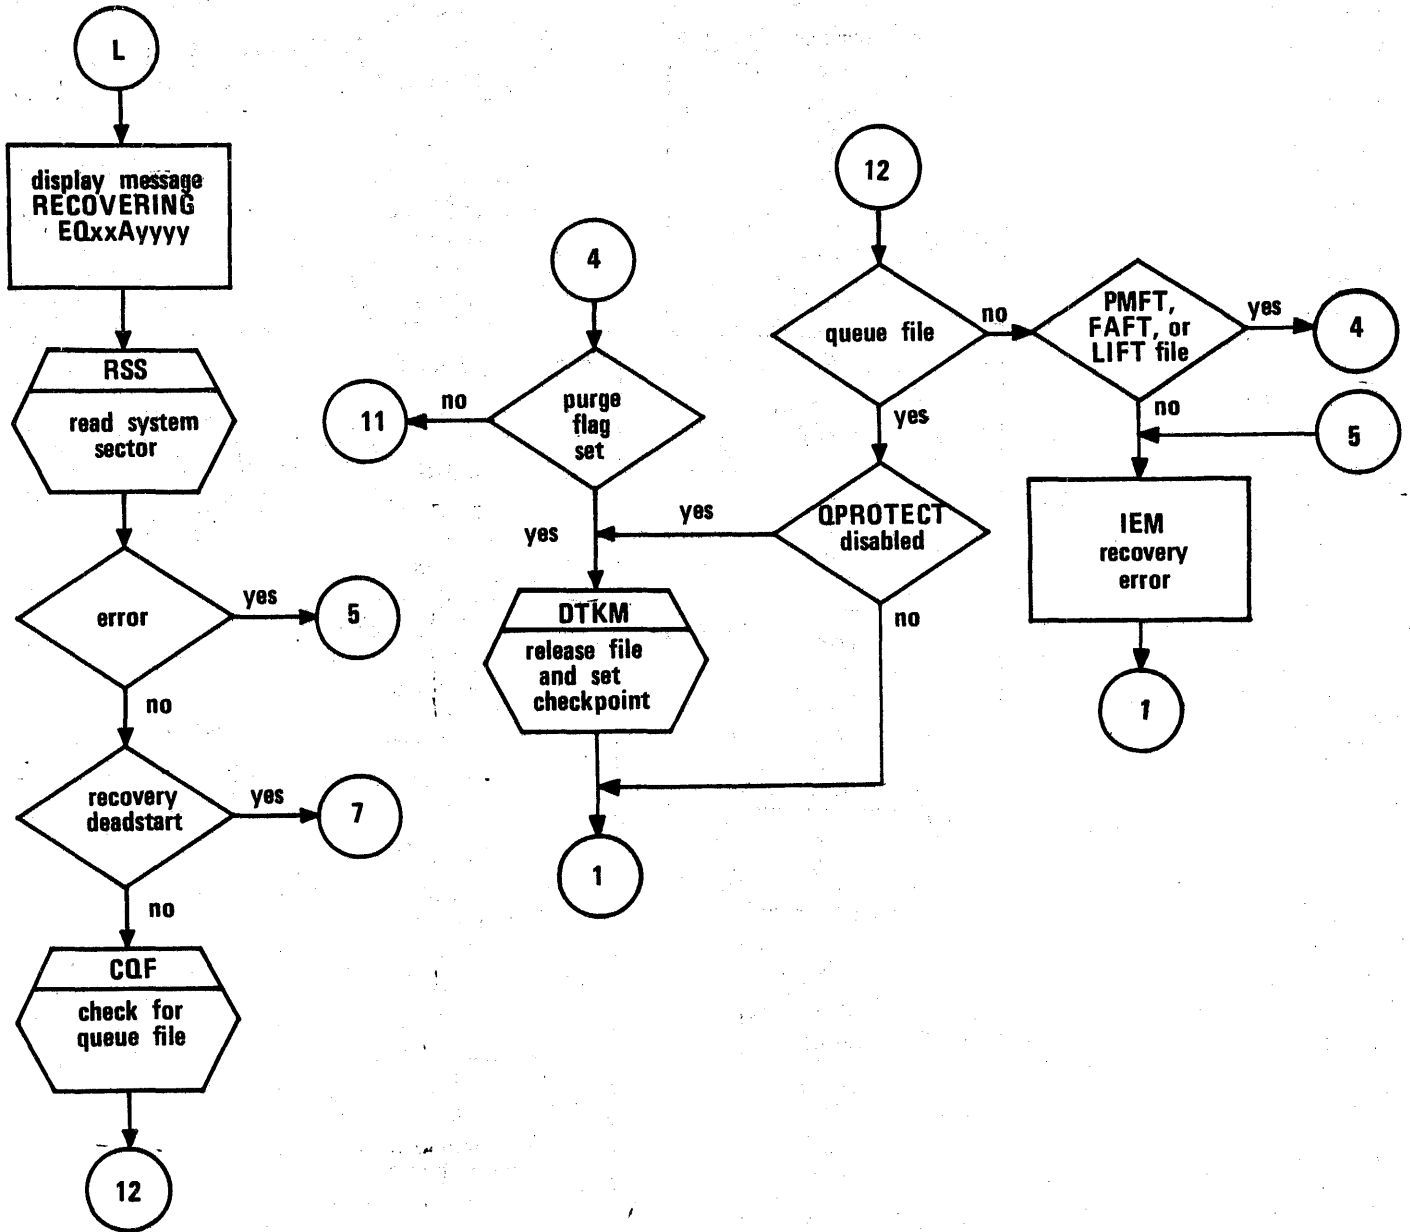 L
display message
RECOVERING
EQxxAyyyy
RSS
read system
sector
error
yes
5
no
recovery
deadstart
yes
7
no
CQF
check for
queue file
12
4
purge
flag
set
no
11
yes
DTKM
release file
and set
checkpoint
1
12
queue file
no
yes
QPROTECT
disabled
yes
no
PMFT,
FAFT, or
LIFT file
yes
4
no
5
IEM
recovery
error
1